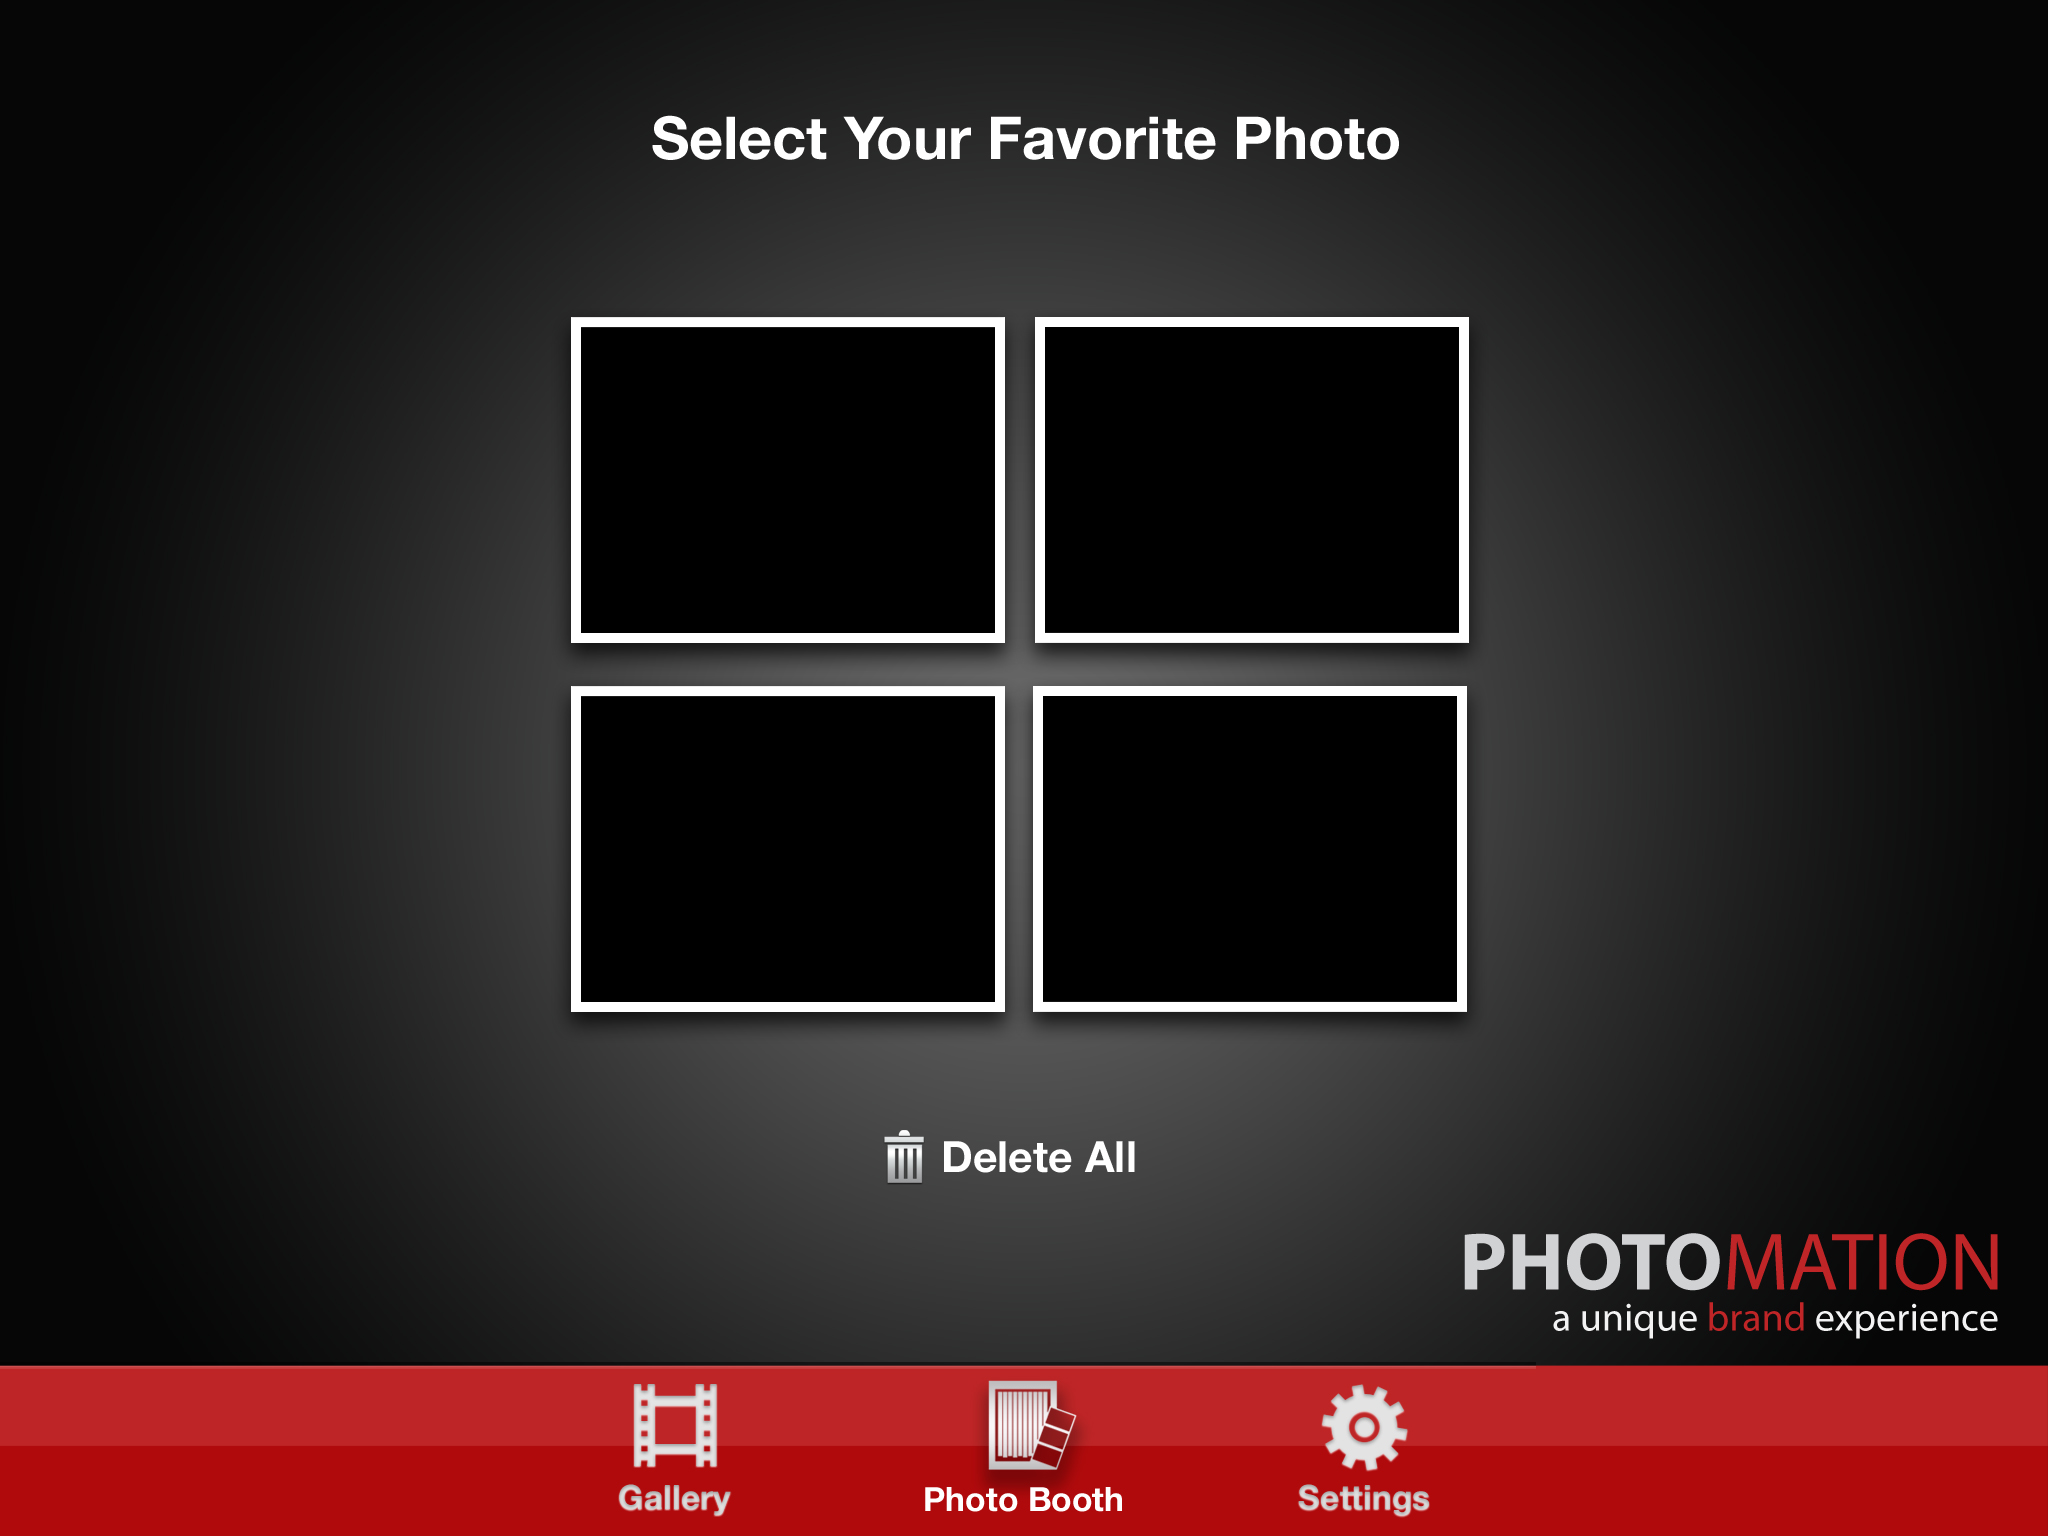 Select Your Favorite Photo
Delete All
PHOTOMATION
a unique brand experience
Gallery
Photo Booth
Settings